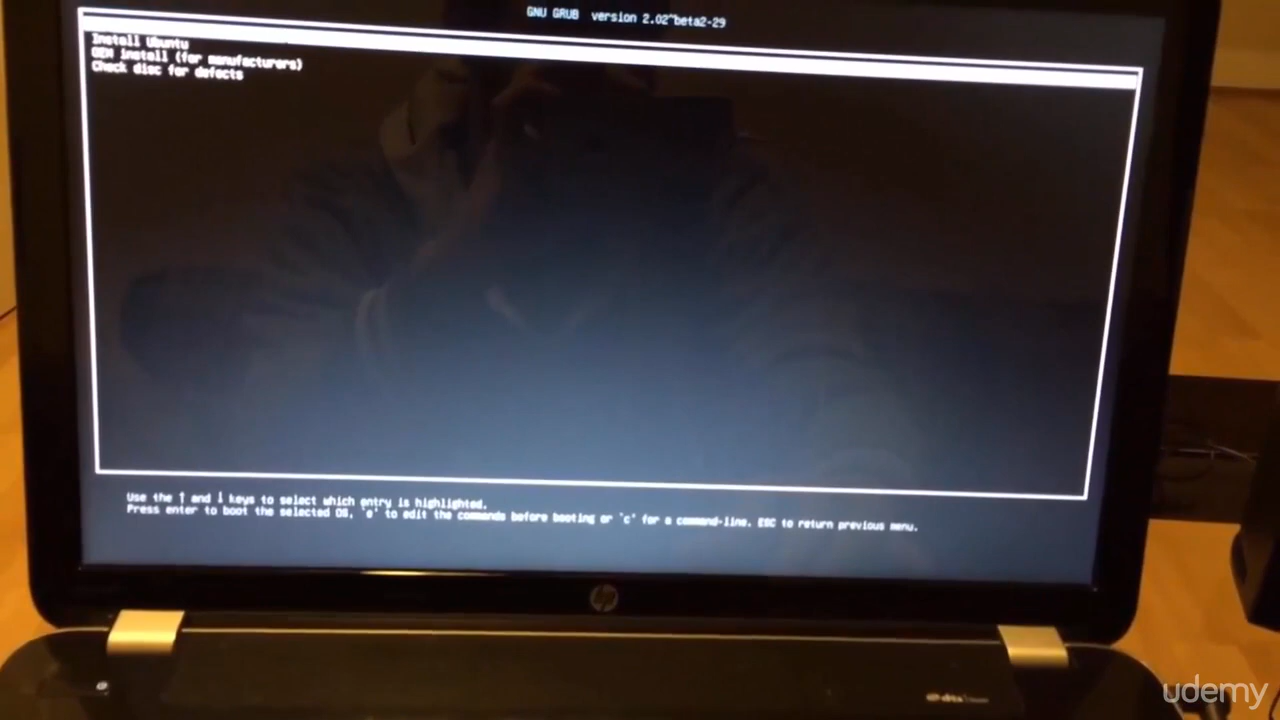 GNU GRUB version 2.02~beta2-29
Install Ubuntu
OEM install (for manufacturers)
Check disc for defects
Use the ↑ and ↓ keys to select which entry is highlighted.
Press enter to boot the selected OS, `e' to edit the commands before booting or `c' for a command-line. ESC to return previous menu.
hp
udemy